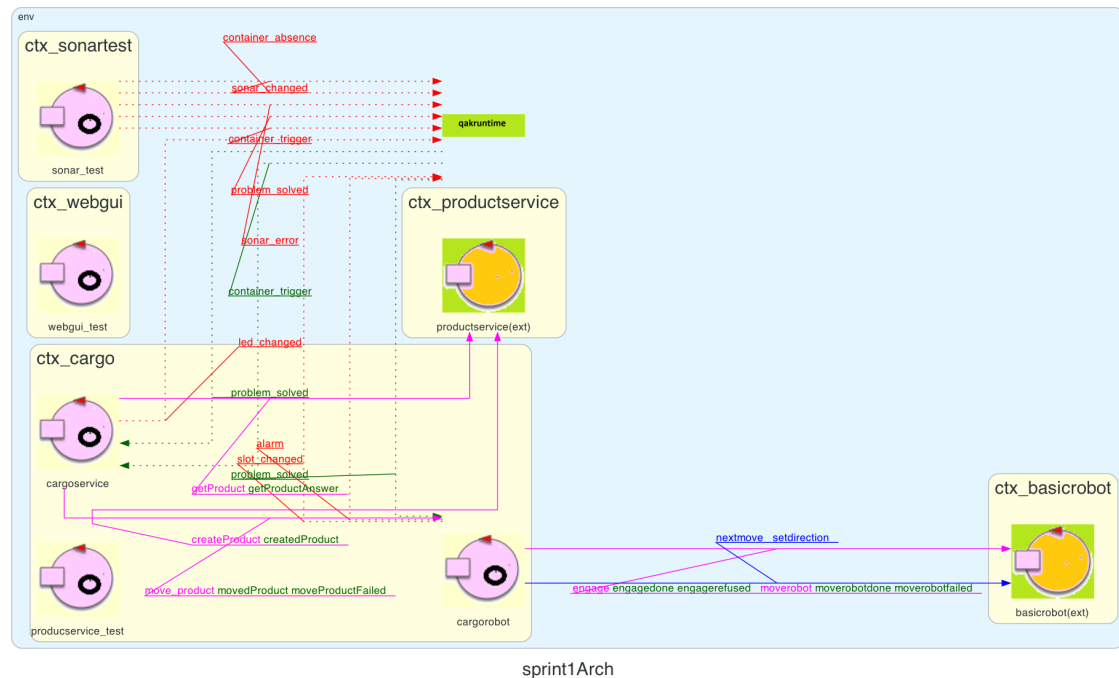 env
ctx_sonartest
container_absence
sonar_changed
qakruntime
container_trigger
sonar_test
problem_solved
ctx_webgui
ctx_productservice
sonar_error
container_trigger
webgui_test
productservice(ext)
led_changed
ctx_cargo
problem_solved
alarm
slot_changed
problem_solved
cargoservice
getProduct getProductAnswer
ctx_basicrobot
createProduct createdProduct
nextmove setdirection
move_product movedProduct moveProductFailed
engage engagedone engagerefused moverobot moverobotdone moverobotfailed
basicrobot(ext)
cargorobot
producservice_test
sprint1Arch